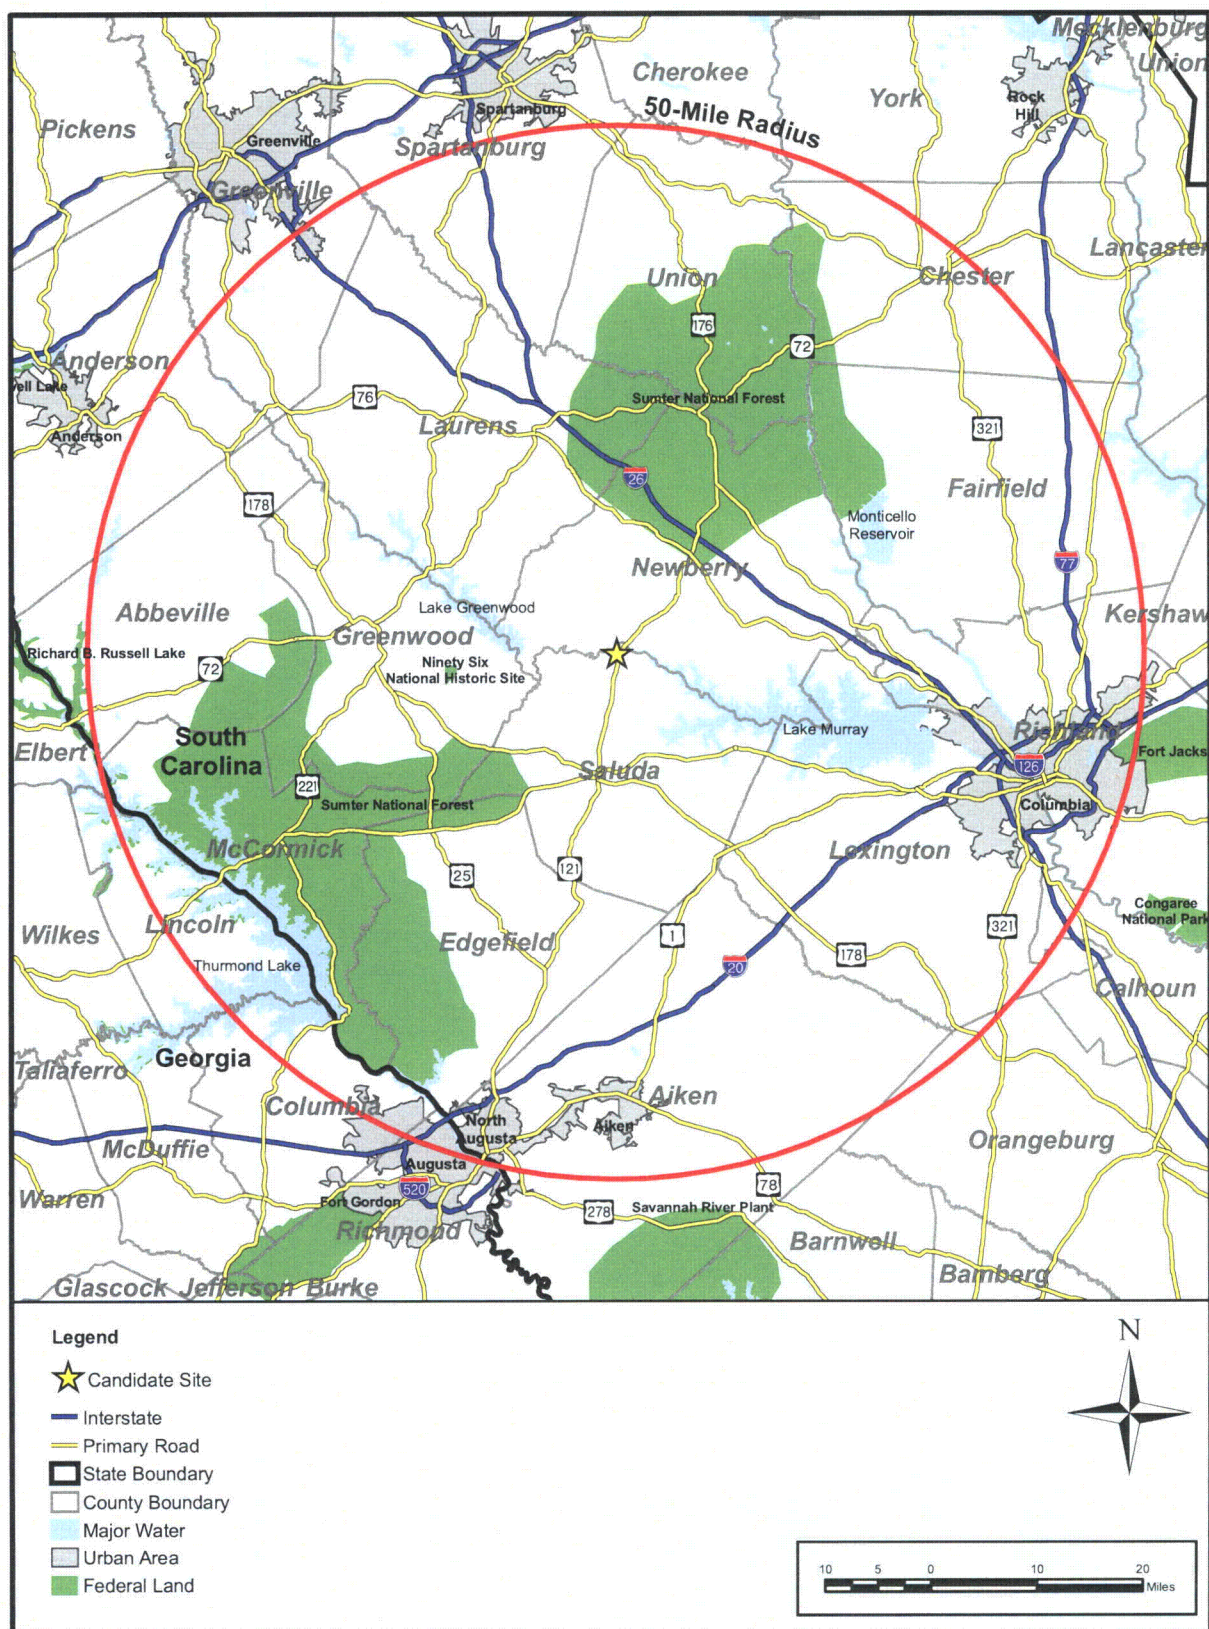 Mecklenburg
Union
Cherokee
York
Rock
Hill
Spartanburg
50-Mile Radius
Pickens
Greenville
Spartanburg
Greenville
Lancaster
Union
Chester
176
72
Anderson
Anderson
76
Sumter National Forest
Laurens
321
26
Fairfield
178
Monticello
Reservoir
77
Newberry
Abbeville
Lake Greenwood
Kershaw
Greenwood
Richard B. Russell Lake
72
Ninety Six
National Historic Site
South
Carolina
Lake Murray
Richland
Elbert
Fort Jacks
126
Saluda
221
Sumter National Forest
Columbia
McCormick
Lexington
25
121
Congaree
National Park
Lincoln
Wilkes
Edgefield
1
321
178
Thurmond Lake
20
Calhoun
Georgia
Taliaferro
Columbia
Aiken
North
Augusta
Aiken
McDuffie
Orangeburg
Augusta
520
78
Warren
Fort Gordon
278
Savannah River Plant
Richmond
Barnwell
Bamberg
Glascock
Jefferson
Burke
Legend
Candidate Site
Interstate
Primary Road
State Boundary
County Boundary
Major Water
Urban Area
Federal Land
N
10 5 0 10 20
Miles